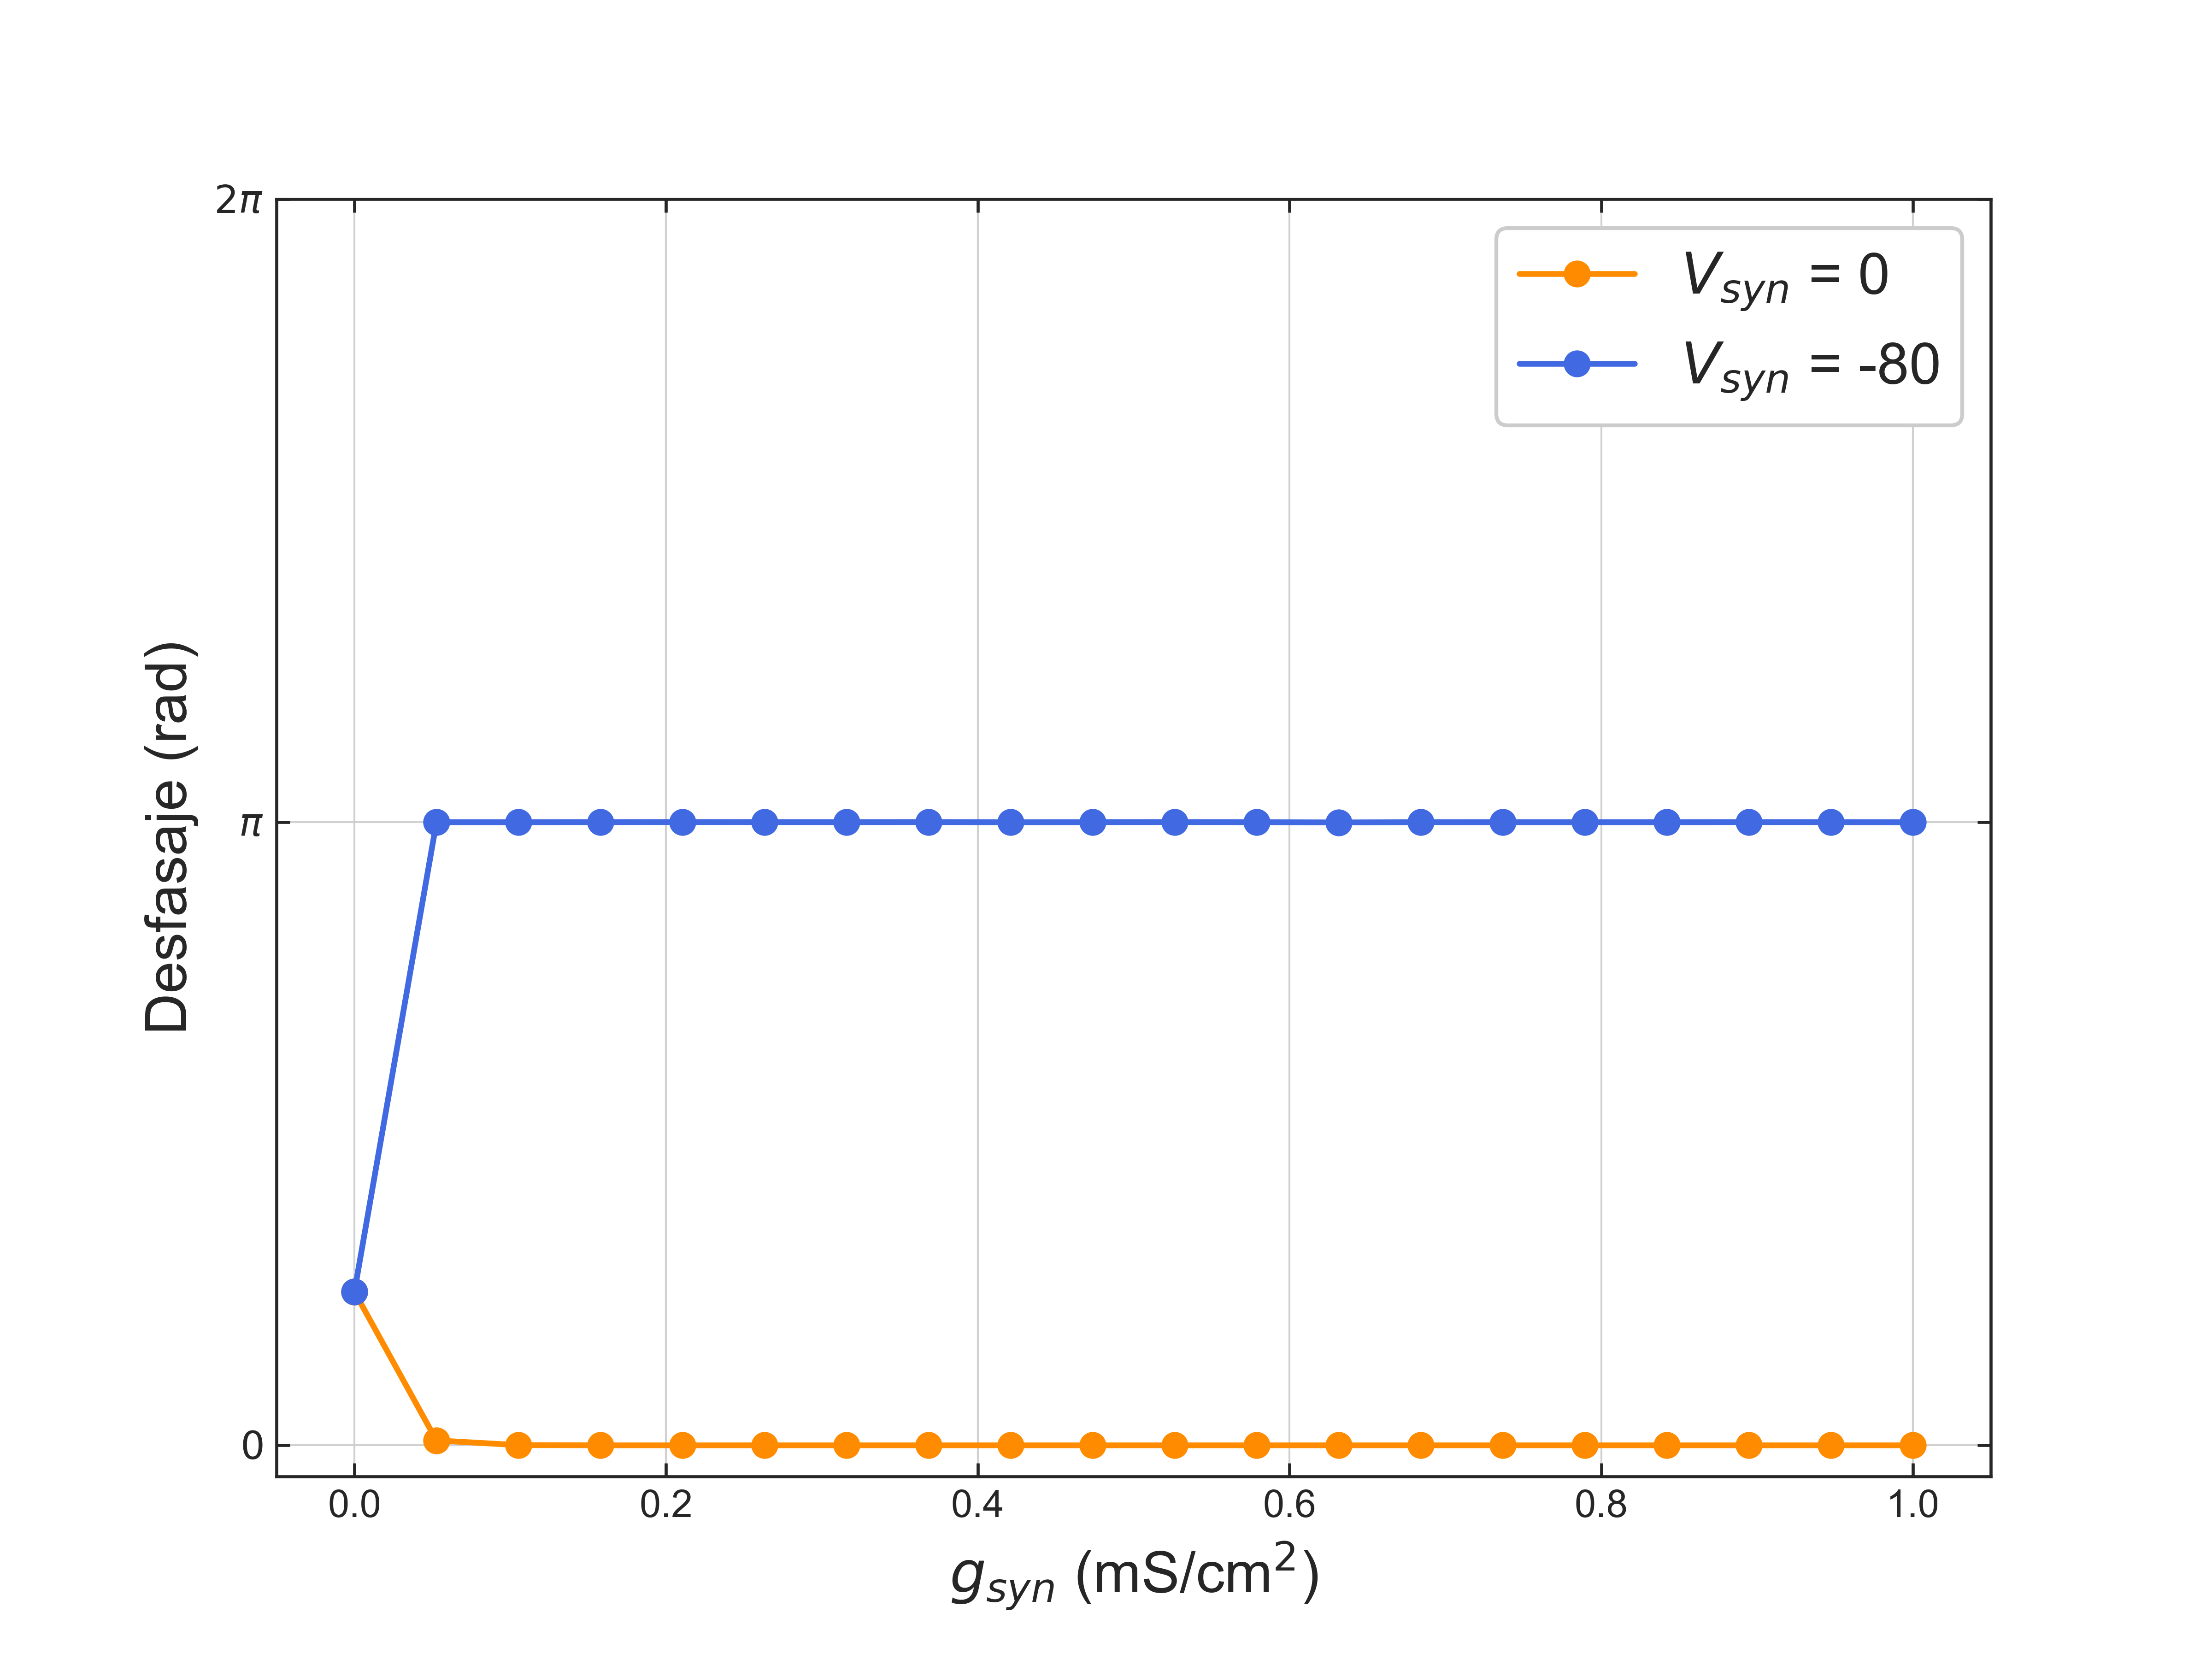 2π
V_syn = 0
V_syn = -80
Desfasaje (rad)
π
0
0.0 0.2 0.4 0.6 0.8 1.0
g_syn (mS/cm²)